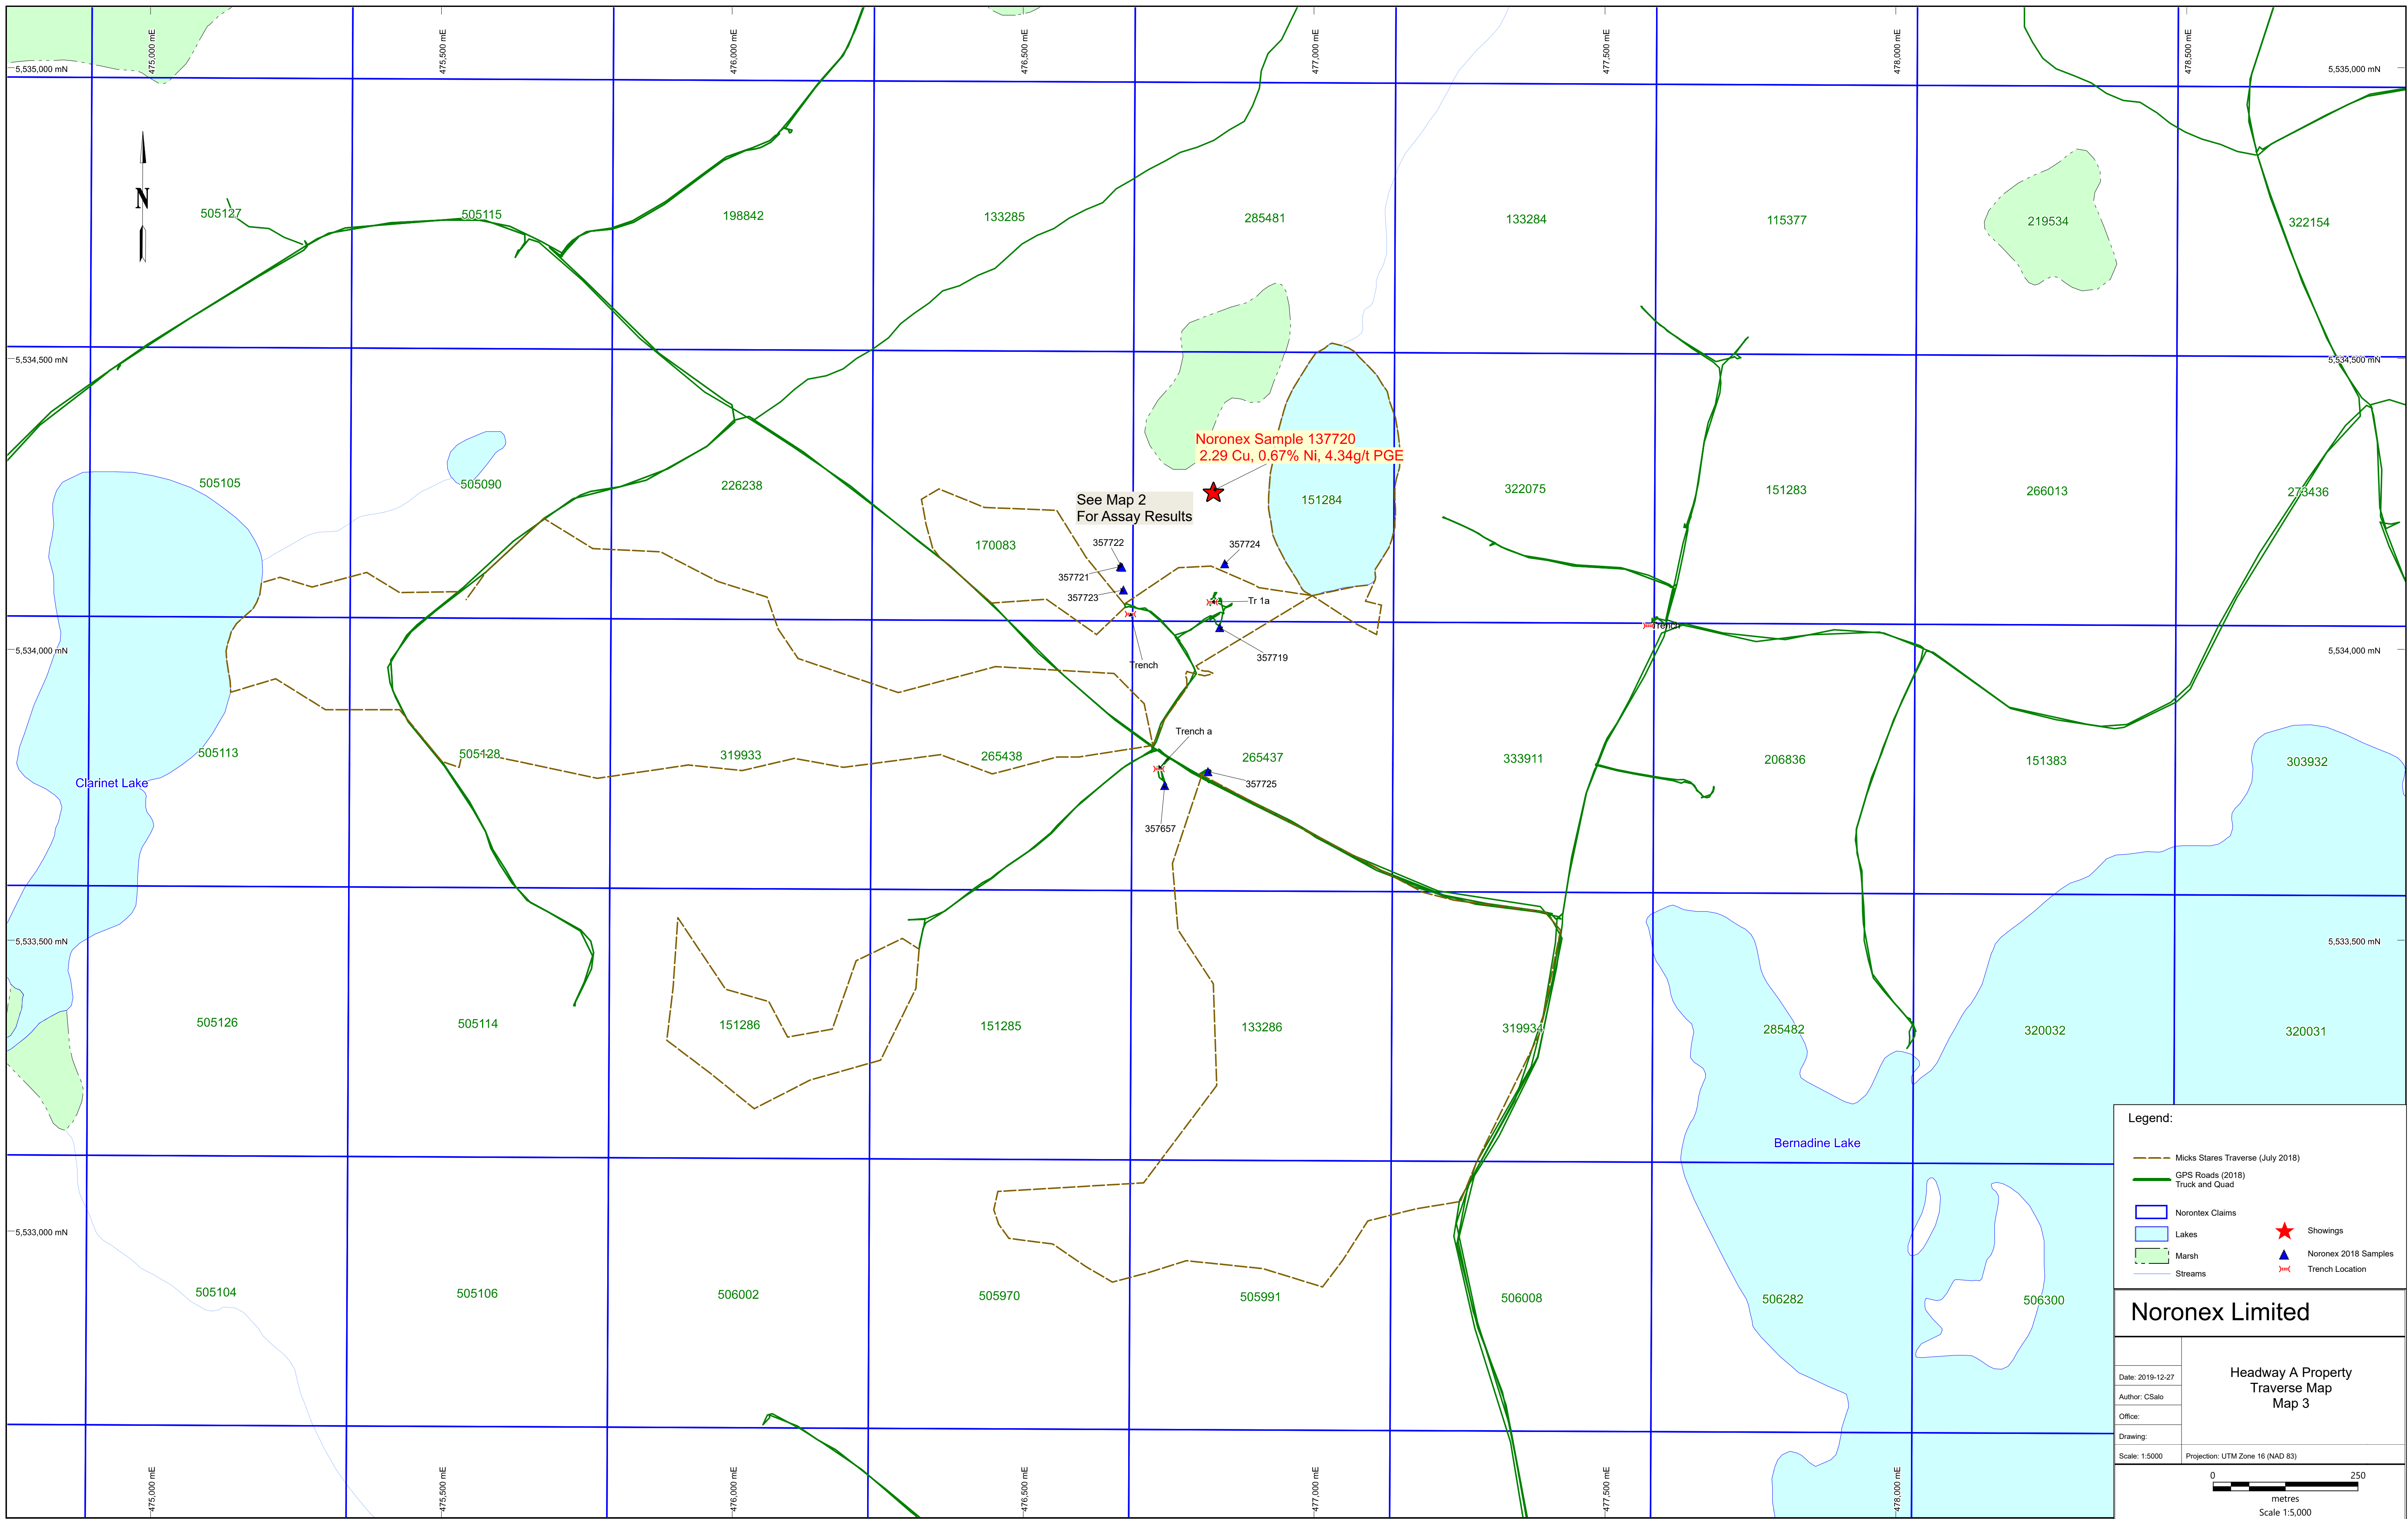 475,000 mE
475,500 mE
476,000 mE
476,500 mE
477,000 mE
477,500 mE
478,000 mE
478,500 mE
5,535,000 mN
5,535,000 mN
N
505127
505115
198842
133285
285481
133284
115377
219534
322154
5,534,500 mN
5,534,500 mN
Noronex Sample 137720
2.29 Cu, 0.67% Ni, 4.34g/t PGE
505105
505090
226238
See Map 2
For Assay Results
151284
322075
151283
266013
273436
170083
357722
357724
357721
357723
Tr 1a
Trench
5,534,000 mN
5,534,000 mN
Trench
357719
Trench a
505113
505128
319933
265438
265437
333911
206836
151383
303932
Clarinet Lake
357725
357657
5,533,500 mN
5,533,500 mN
505126
505114
151286
151285
133286
319934
285482
320032
320031
Bernadine Lake
5,533,000 mN
505104
505106
506002
505970
505991
506008
506282
506300
475,000 mE
475,500 mE
476,000 mE
476,500 mE
477,000 mE
477,500 mE
478,000 mE
Legend:
Micks Stares Traverse (July 2018)
GPS Roads (2018)
Truck and Quad
Norontex Claims
Lakes
Showings
Marsh
Noronex 2018 Samples
Streams
Trench Location
Noronex Limited
Headway A Property
Traverse Map
Map 3
Date: 2019-12-27
Author: CSalo
Office:
Drawing:
Scale: 1:5000
Projection: UTM Zone 16 (NAD 83)
0 250
metres
Scale 1:5,000